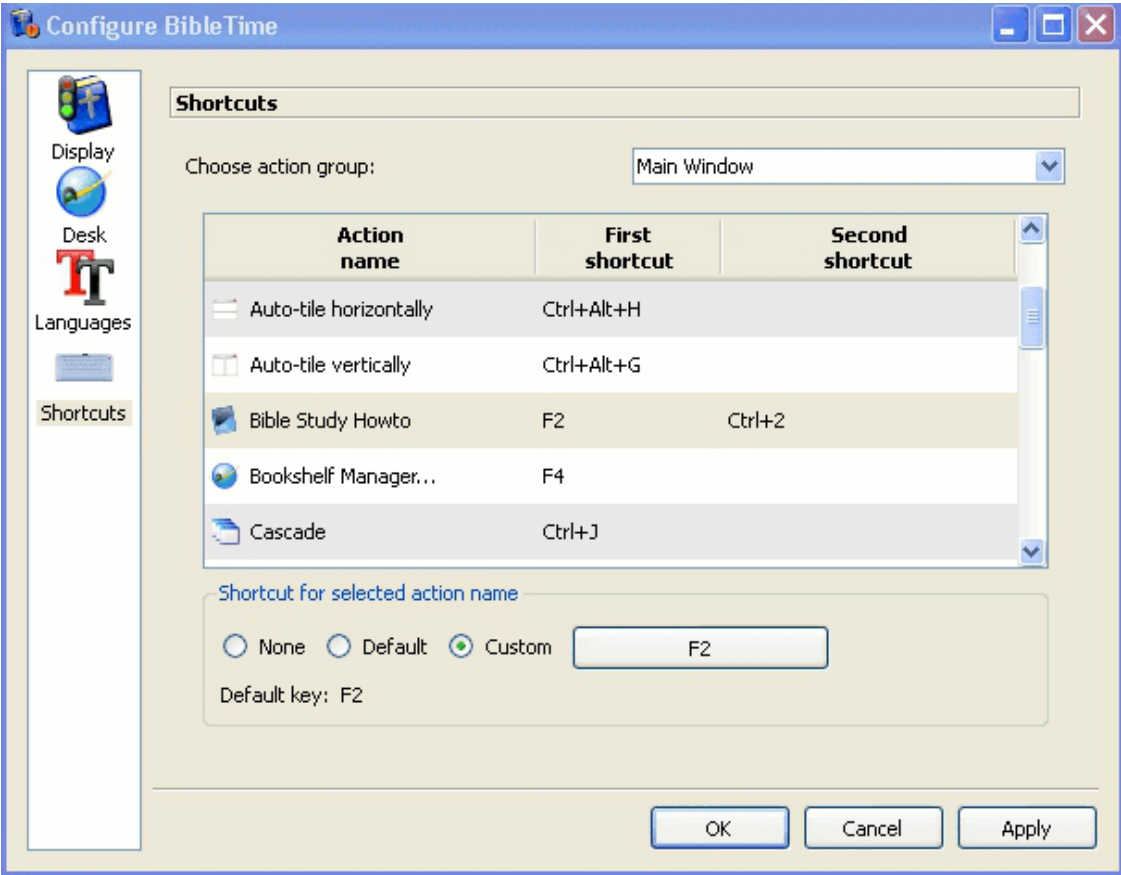 Configure BibleTime
Display
Desk
Languages
Shortcuts
Shortcuts
Choose action group: Main Window
Action name First shortcut Second shortcut
Auto-tile horizontally Ctrl+Alt+H
Auto-tile vertically Ctrl+Alt+G
Bible Study Howto F2 Ctrl+2
Bookshelf Manager... F4
Cascade Ctrl+J
Shortcut for selected action name
None Default Custom F2
Default key: F2
OK Cancel Apply